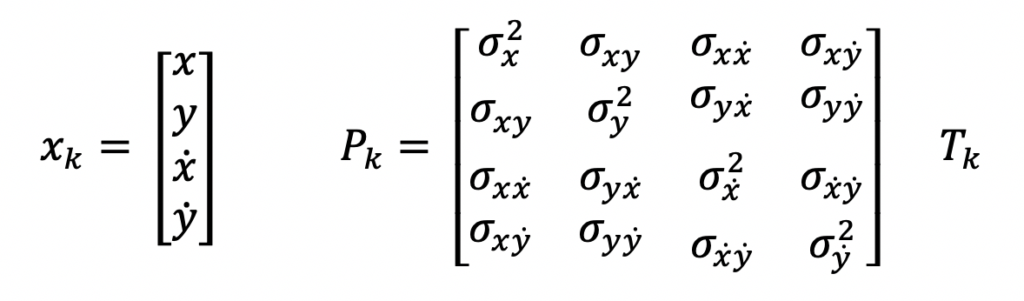 x_k = [x y ẋ ẏ] P_k = [σ_x^2 σ_xy σ_xẋ σ_xẏ
σ_xy σ_y^2 σ_yẋ σ_yẏ
σ_xẋ σ_yẋ σ_ẋ^2 σ_ẋẏ
σ_xẏ σ_yẏ σ_ẋẏ σ_ẏ^2] T_k